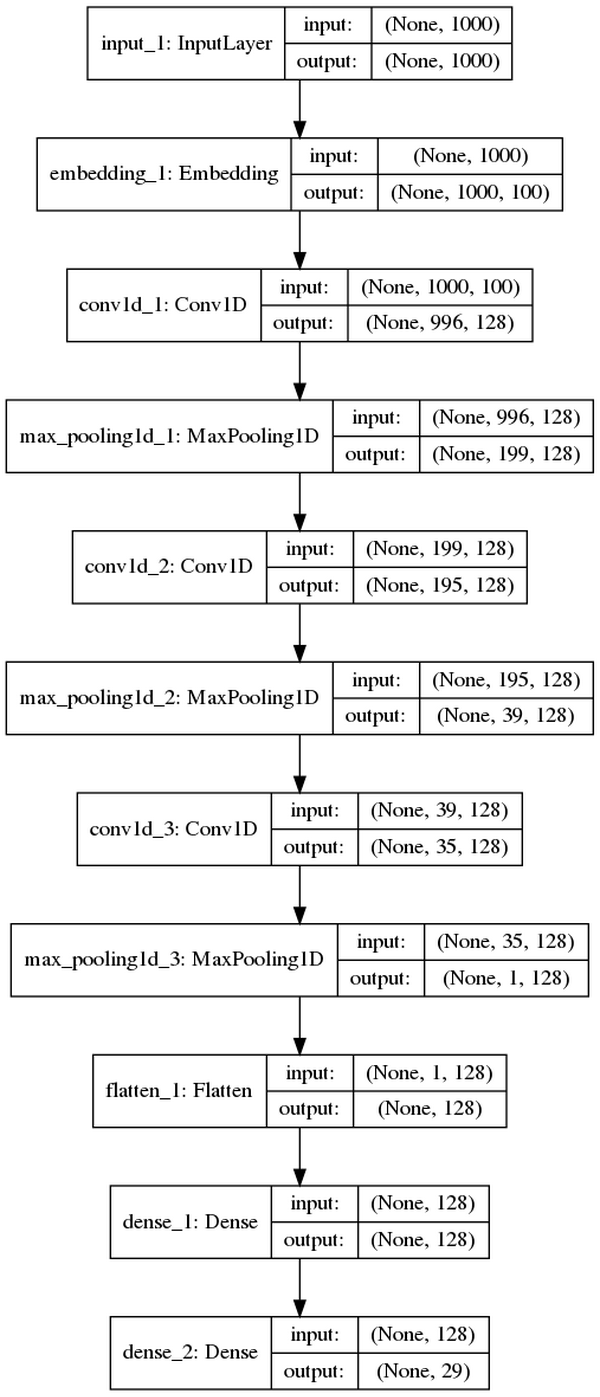 input_1: InputLayer
input:
(None, 1000)
output:
(None, 1000)
embedding_1: Embedding
input:
(None, 1000)
output:
(None, 1000, 100)
conv1d_1: Conv1D
input:
(None, 1000, 100)
output:
(None, 996, 128)
max_pooling1d_1: MaxPooling1D
input:
(None, 996, 128)
output:
(None, 199, 128)
conv1d_2: Conv1D
input:
(None, 199, 128)
output:
(None, 195, 128)
max_pooling1d_2: MaxPooling1D
input:
(None, 195, 128)
output:
(None, 39, 128)
conv1d_3: Conv1D
input:
(None, 39, 128)
output:
(None, 35, 128)
max_pooling1d_3: MaxPooling1D
input:
(None, 35, 128)
output:
(None, 1, 128)
flatten_1: Flatten
input:
(None, 1, 128)
output:
(None, 128)
dense_1: Dense
input:
(None, 128)
output:
(None, 128)
dense_2: Dense
input:
(None, 128)
output:
(None, 29)